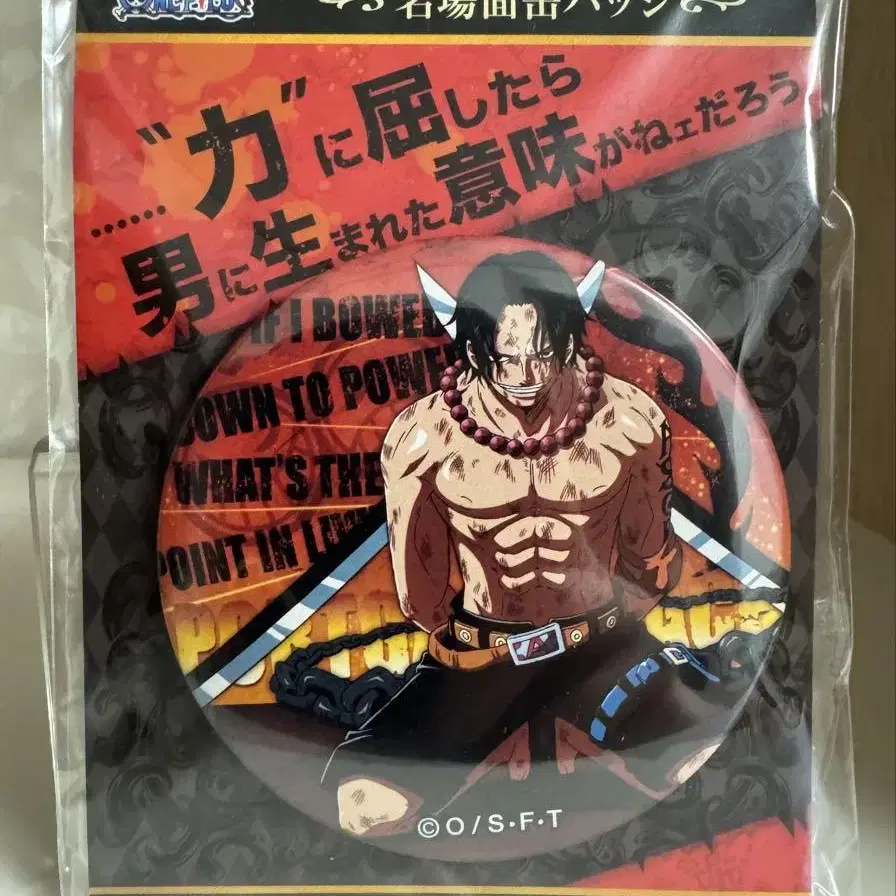 ONE PIECE
名場面缶バッジ
......“力”に屈したら
男に生まれた意味がねェだろう
IF I BOWED
DOWN TO POWER
WHAT'S THE
POINT IN
PORTGAS
©O/S・F・T